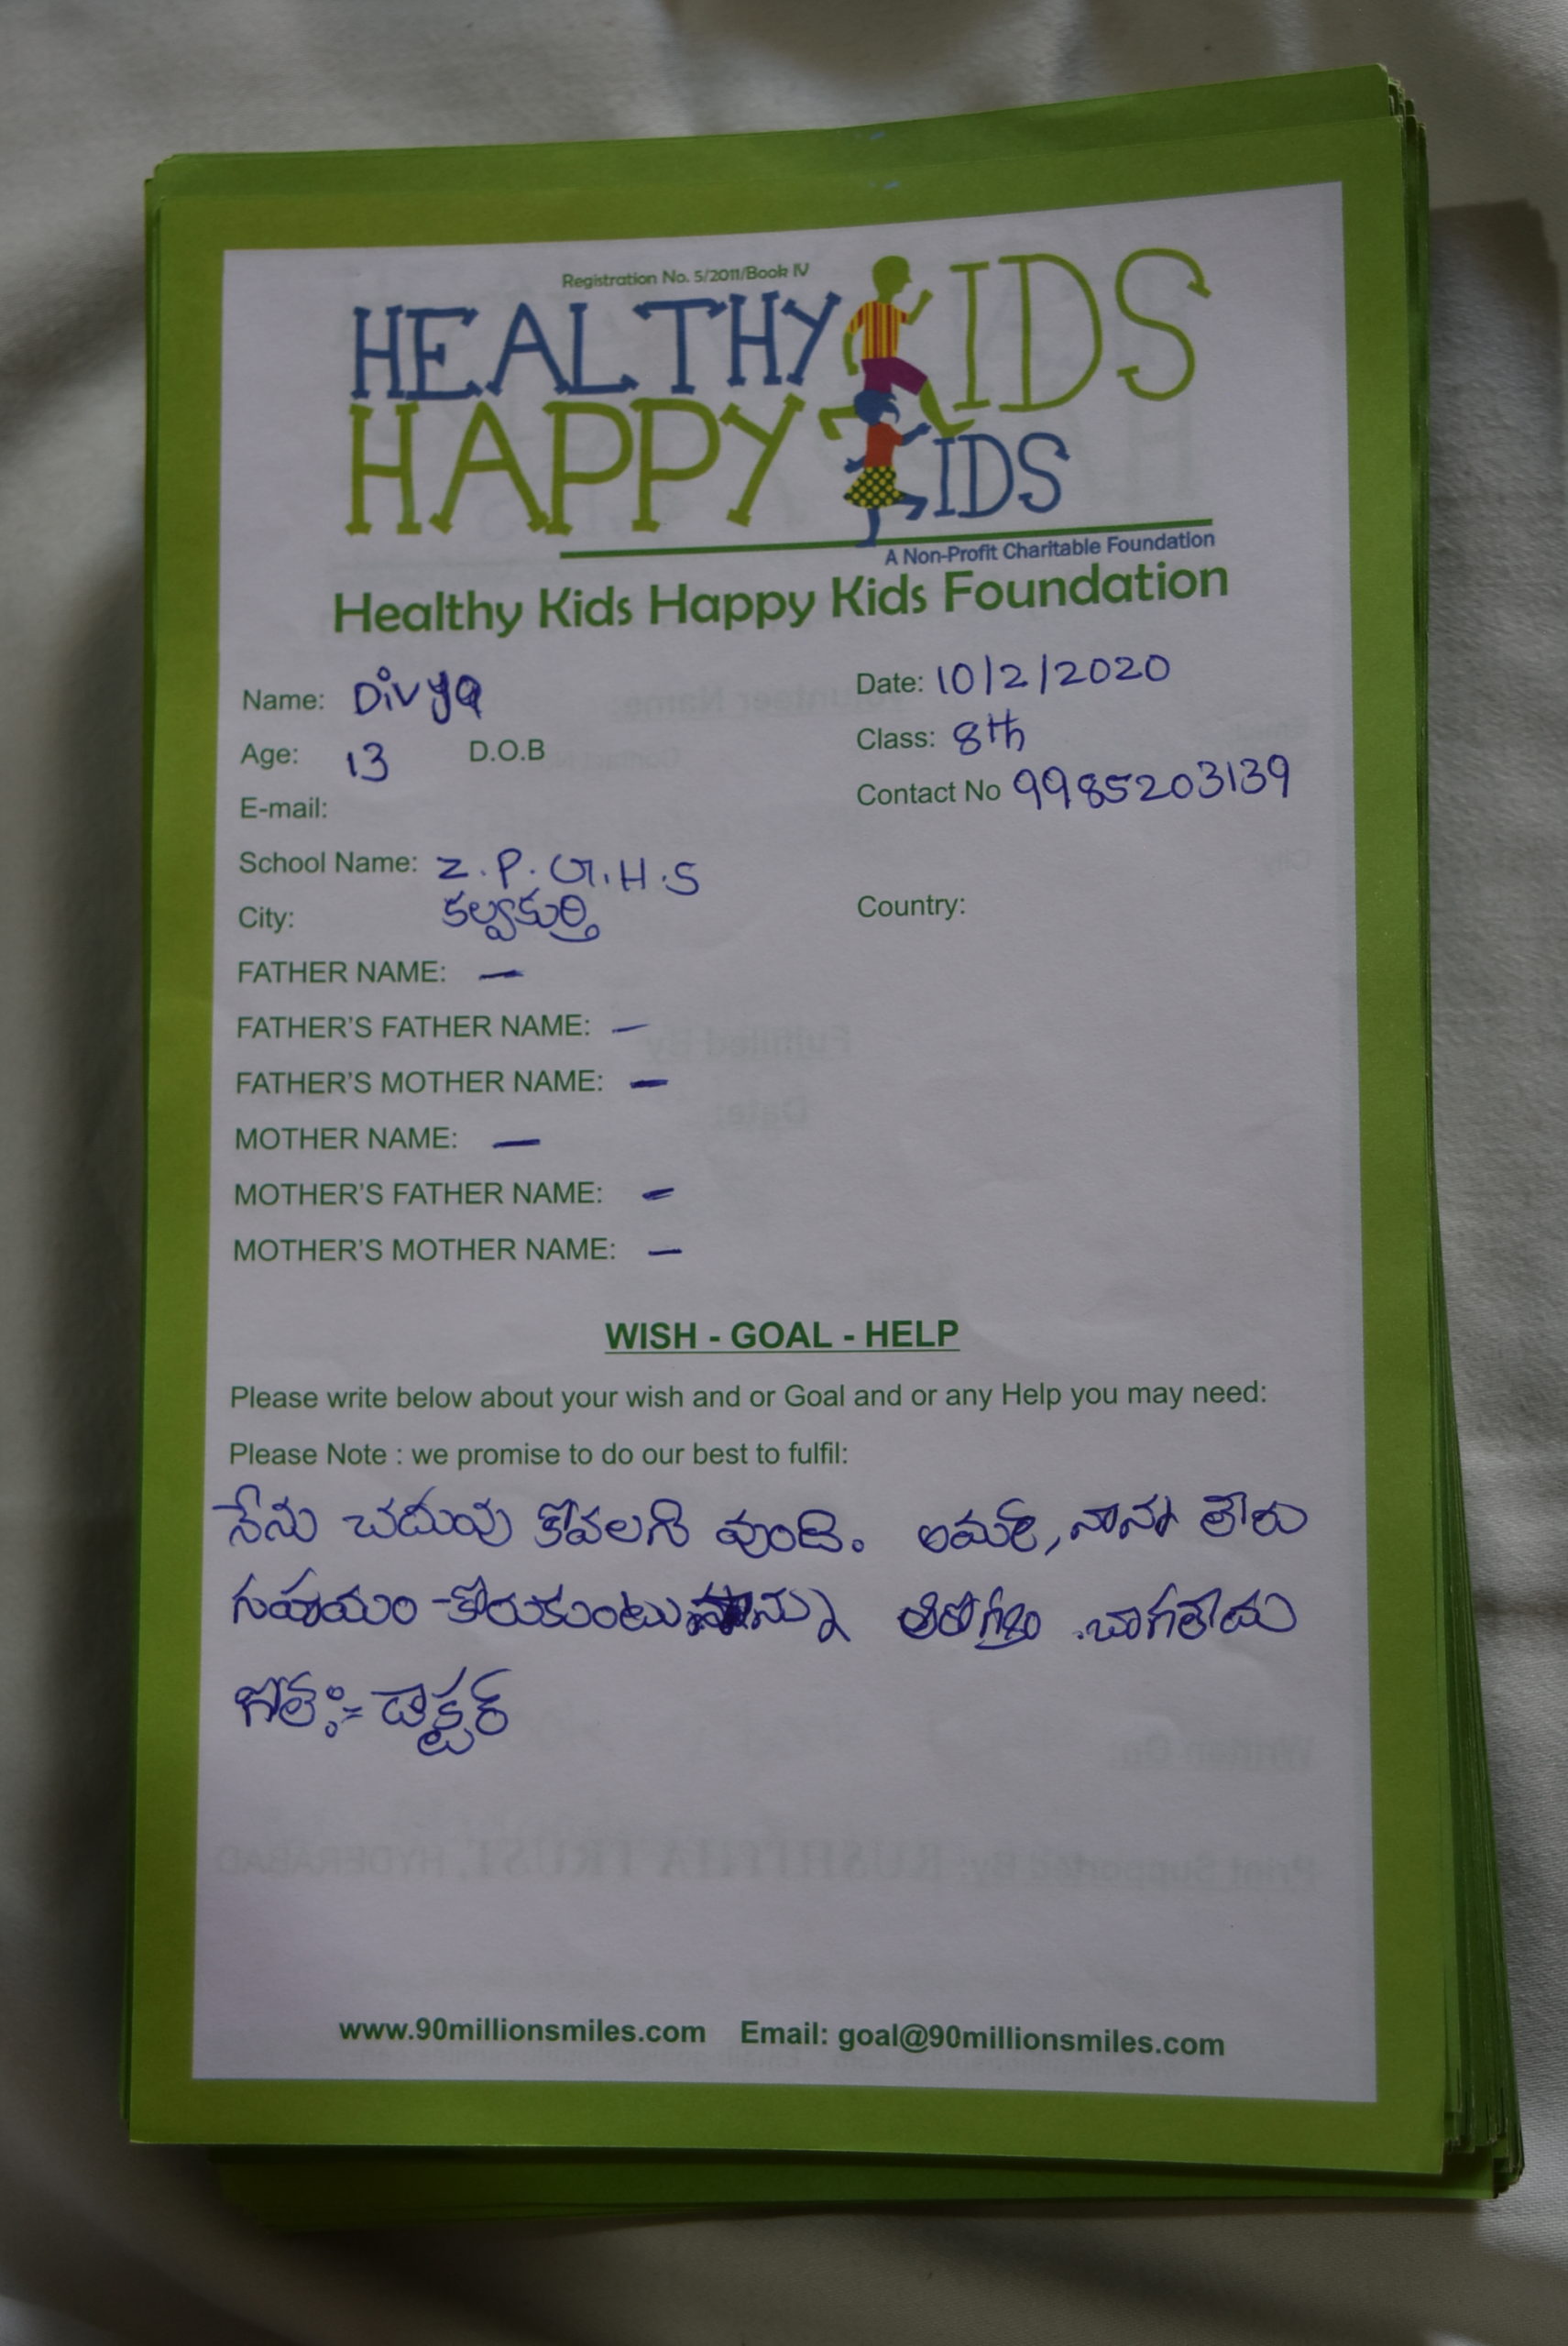 Registration No. 5/2011/Book IV
HEALTHY KIDS
HAPPY KIDS
A Non-Profit Charitable Foundation
Healthy Kids Happy Kids Foundation
Name: Divya Date: 10/2/2020
Age: 13 D.O.B Class: 8th
E-mail: Contact No 9985203139
School Name: Z.P.G.H.S
City: కల్వకుర్తి Country:
FATHER NAME: —
FATHER'S FATHER NAME: —
FATHER'S MOTHER NAME: —
MOTHER NAME: —
MOTHER'S FATHER NAME: —
MOTHER'S MOTHER NAME: —
WISH - GOAL - HELP
Please write below about your wish and or Goal and or any Help you may need:
Please Note : we promise to do our best to fulfil:
నేను చదువు కోవలసి వుంది. అమ్మ, నాన్న లేరు
సహాయం కోరుకుంటున్నాను బాగలేదు
గోల్:- డాక్టర్
www.90millionsmiles.com Email: goal@90millionsmiles.com